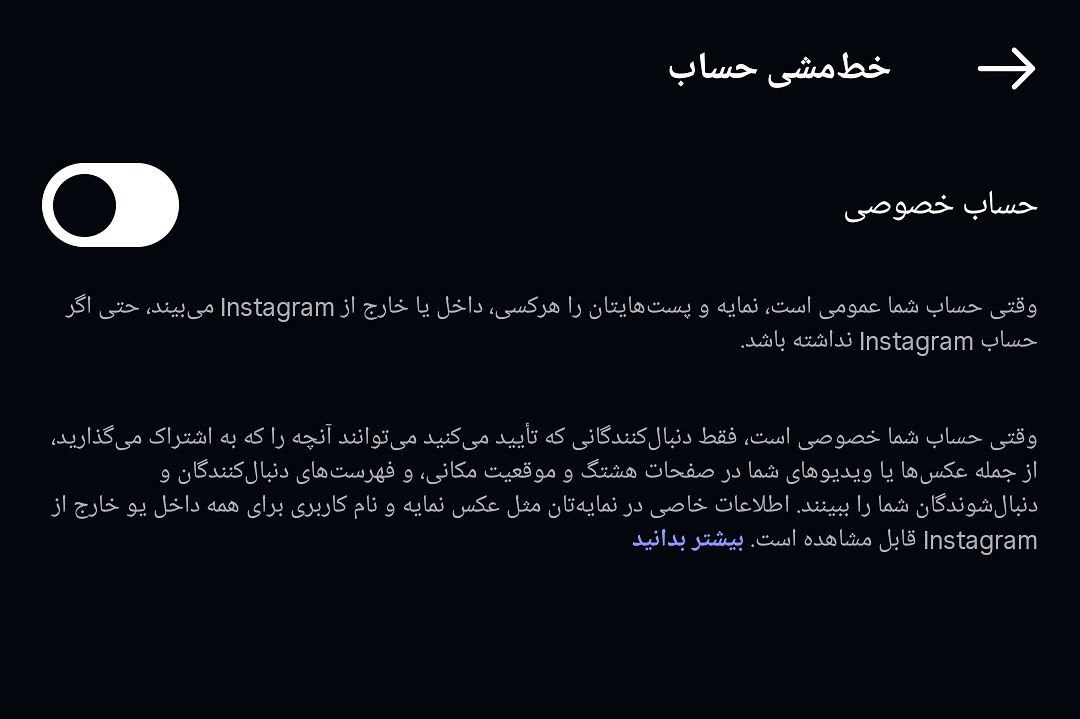 خط‌مشی حساب
حساب خصوصی
وقتی حساب شما عمومی است، نمایه و پست‌هایتان را هرکسی، داخل یا خارج از Instagram می‌بیند، حتی اگر
حساب Instagram نداشته باشد.
وقتی حساب شما خصوصی است، فقط دنبال‌کنندگانی که تأیید می‌کنید می‌توانند آنچه را که به اشتراک می‌گذارید،
از جمله عکس‌ها یا ویدیوهای شما در صفحات هشتگ و موقعیت مکانی، و فهرست‌های دنبال‌کنندگان و
دنبال‌شوندگان شما را ببینند. اطلاعات خاصی در نمایه‌تان مثل عکس نمایه و نام کاربری برای همه داخل یو خارج از
Instagram قابل مشاهده است. بیشتر بدانید